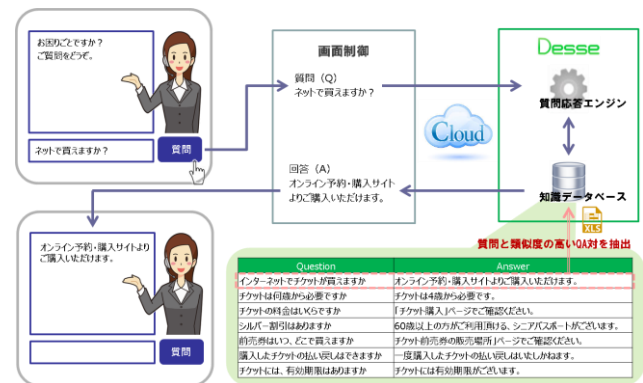 お困りごとですか？
ご質問をどうぞ。
ネットで買えますか？
質問
画面制御
質問（Q）
ネットで買えますか？
回答（A）
オンライン予約・購入サイト
よりご購入いただけます。
Cloud
Desse
質問応答エンジン
知識データベース
XLS
質問と類似度の高いQA対を抽出
オンライン予約・購入サイトより
ご購入いただけます。
質問
Question Answer
インターネットでチケットが買えますか オンライン予約・購入サイトよりご購入いただけます。
チケットは何歳から必要ですか チケットは4歳から必要です。
チケットの料金はいくらですか 「チケット購入」ページでご確認ください。
シルバー割引はありますか 60歳以上の方がご利用頂ける、シニアパスポートがございます。
前売券はいつ、どこで買えますか チケット前売券の販売場所」ページでご確認ください。
購入したチケットの払い戻しはできますか 一度購入したチケットの払い戻しはいたしかねます。
チケットには、有効期限はありますか チケットには有効期限がございます。